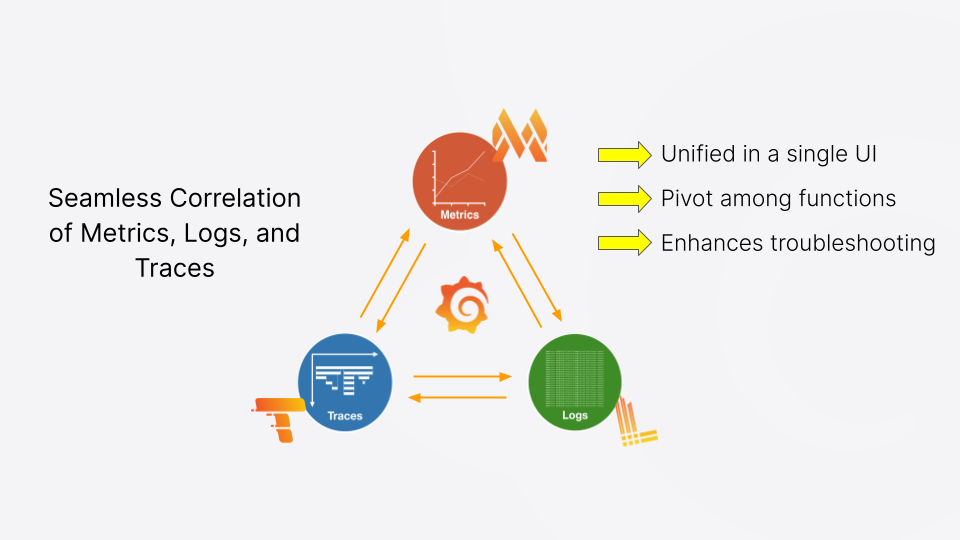 Seamless Correlation
of Metrics, Logs, and
Traces
Metrics
Unified in a single UI
Pivot among functions
Enhances troubleshooting
Traces
Logs